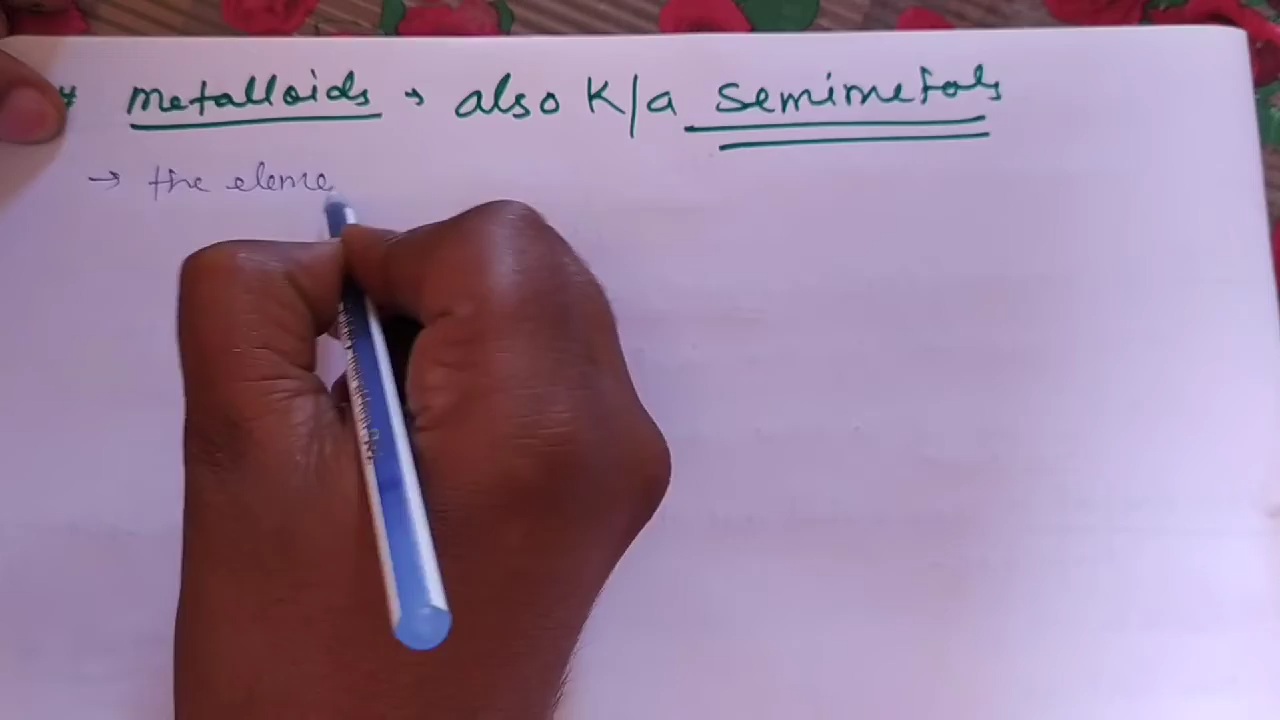 * Metalloids → also K/a Semimetals
→ the eleme